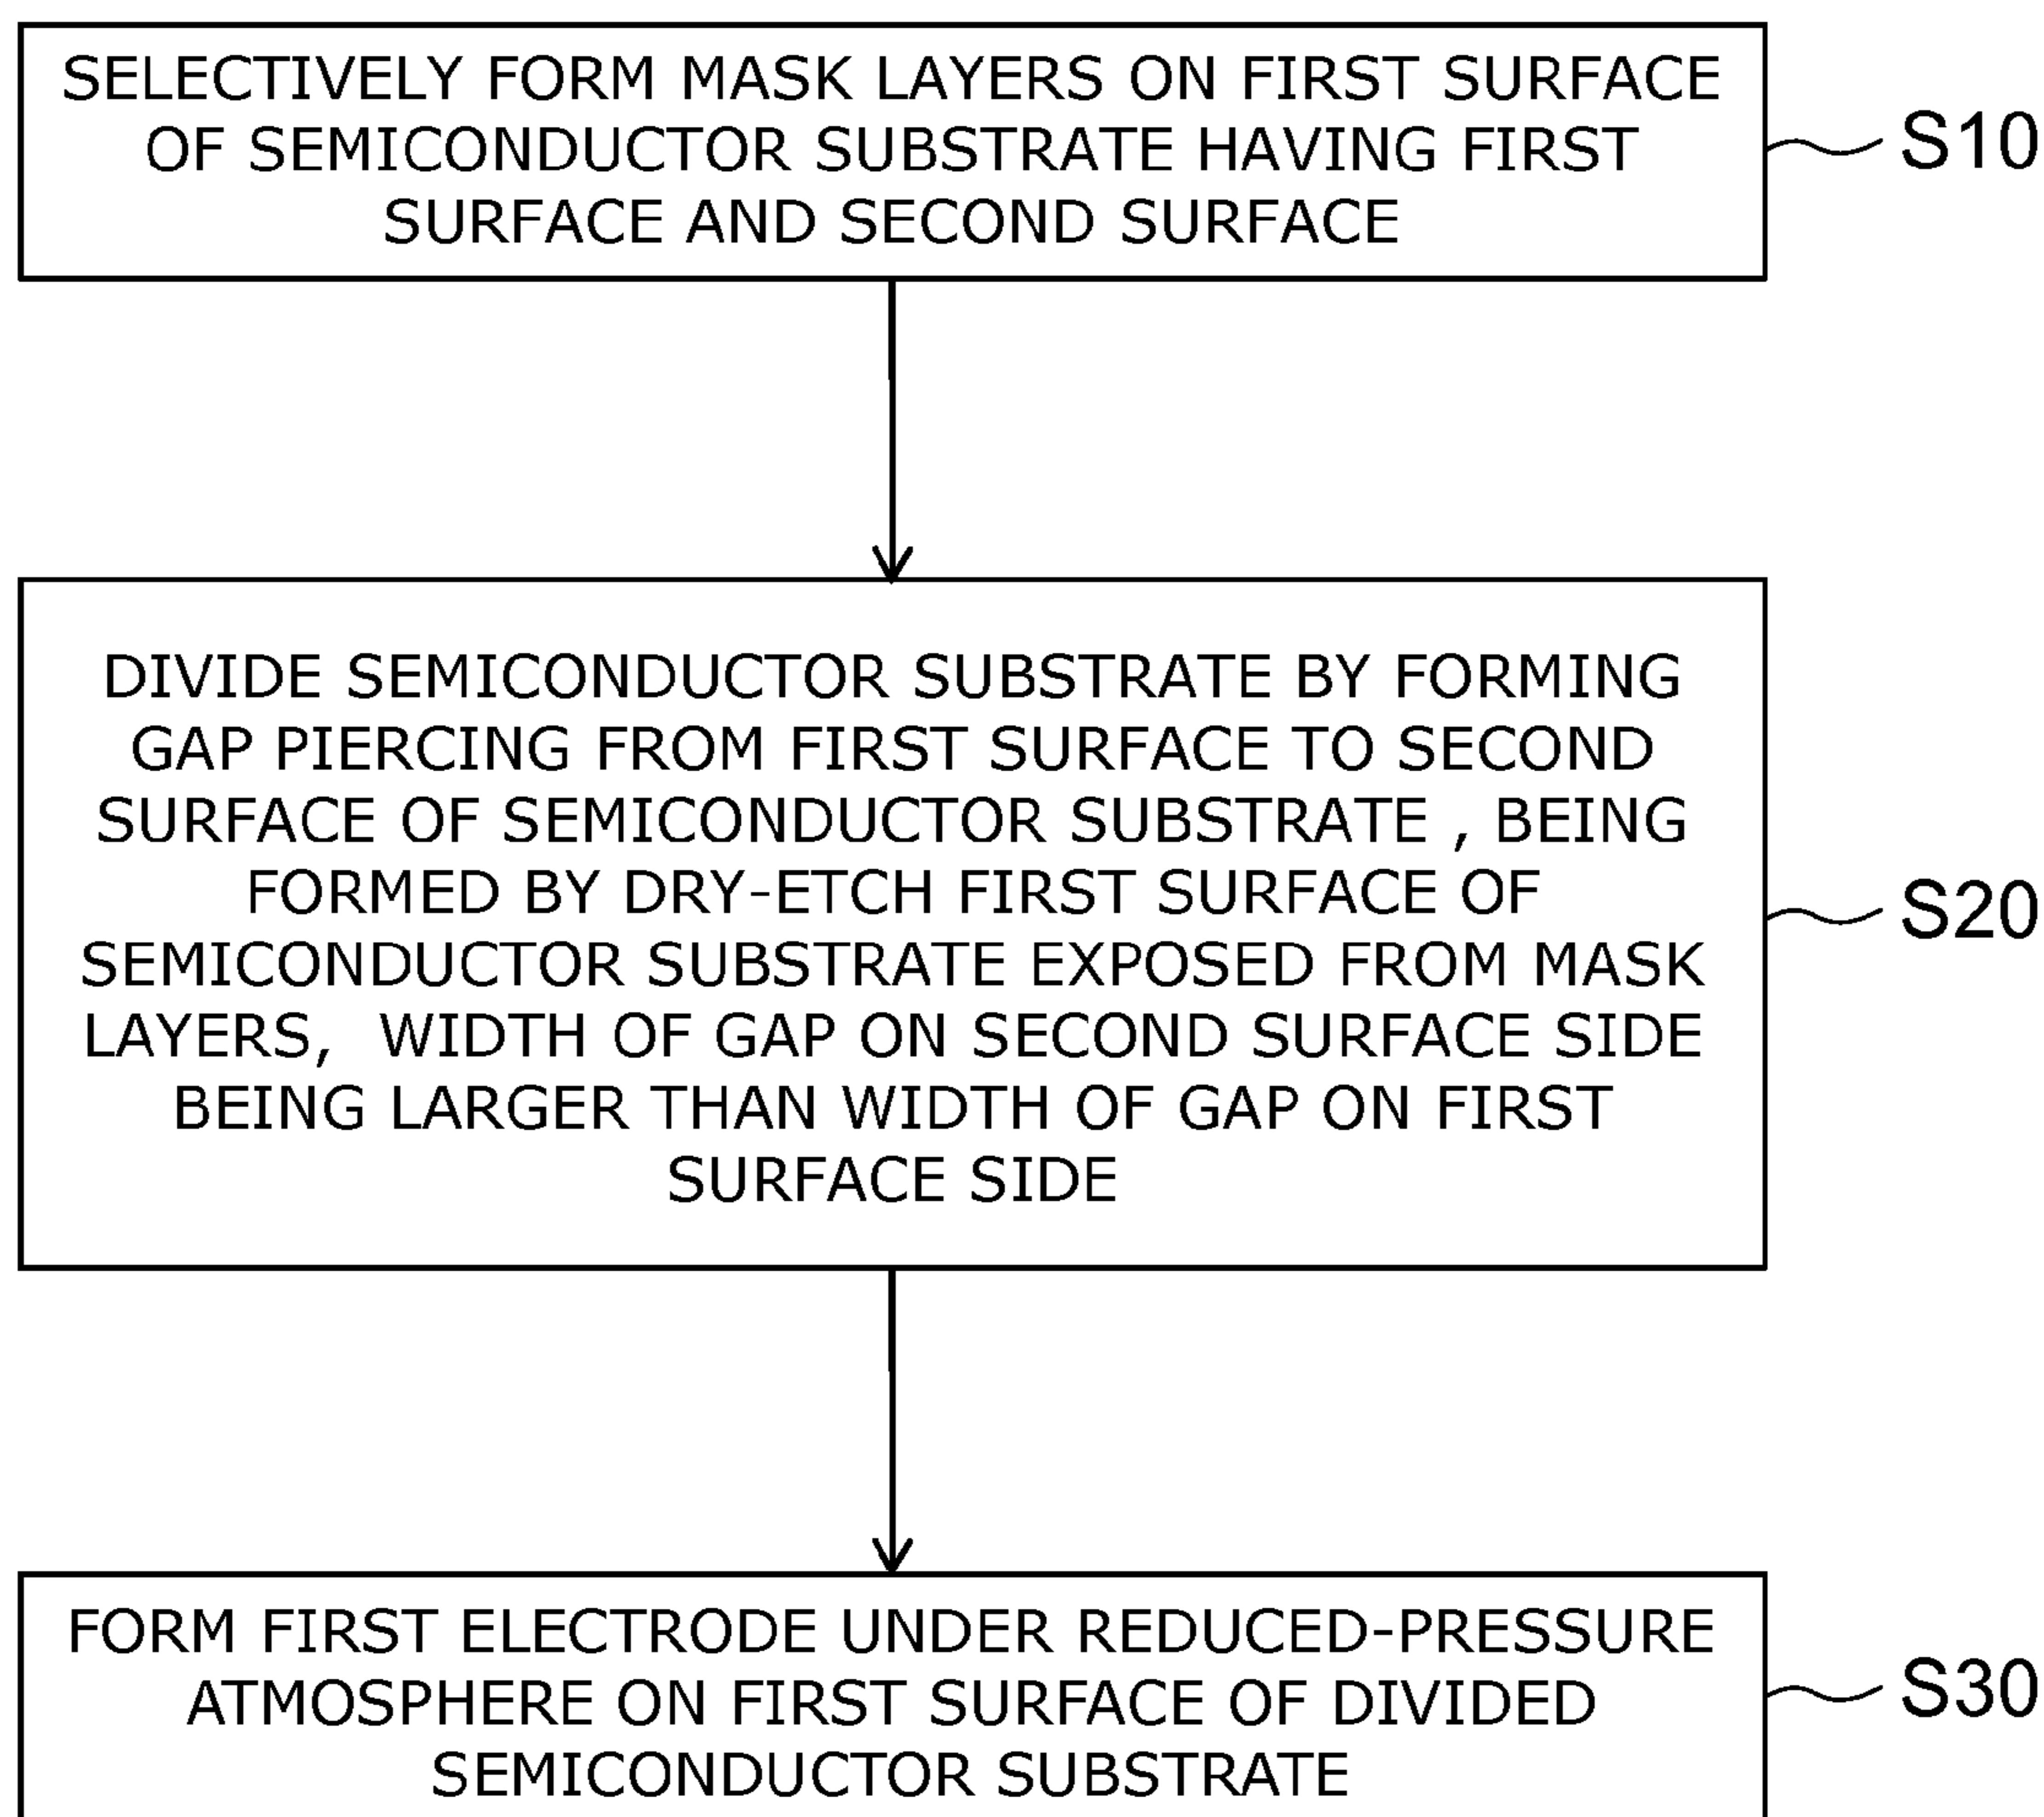 SELECTIVELY FORM MASK LAYERS ON FIRST SURFACE
OF SEMICONDUCTOR SUBSTRATE HAVING FIRST
SURFACE AND SECOND SURFACE
S10
DIVIDE SEMICONDUCTOR SUBSTRATE BY FORMING
GAP PIERCING FROM FIRST SURFACE TO SECOND
SURFACE OF SEMICONDUCTOR SUBSTRATE , BEING
FORMED BY DRY-ETCH FIRST SURFACE OF
SEMICONDUCTOR SUBSTRATE EXPOSED FROM MASK
LAYERS, WIDTH OF GAP ON SECOND SURFACE SIDE
BEING LARGER THAN WIDTH OF GAP ON FIRST
SURFACE SIDE
S20
FORM FIRST ELECTRODE UNDER REDUCED-PRESSURE
ATMOSPHERE ON FIRST SURFACE OF DIVIDED
SEMICONDUCTOR SUBSTRATE
S30